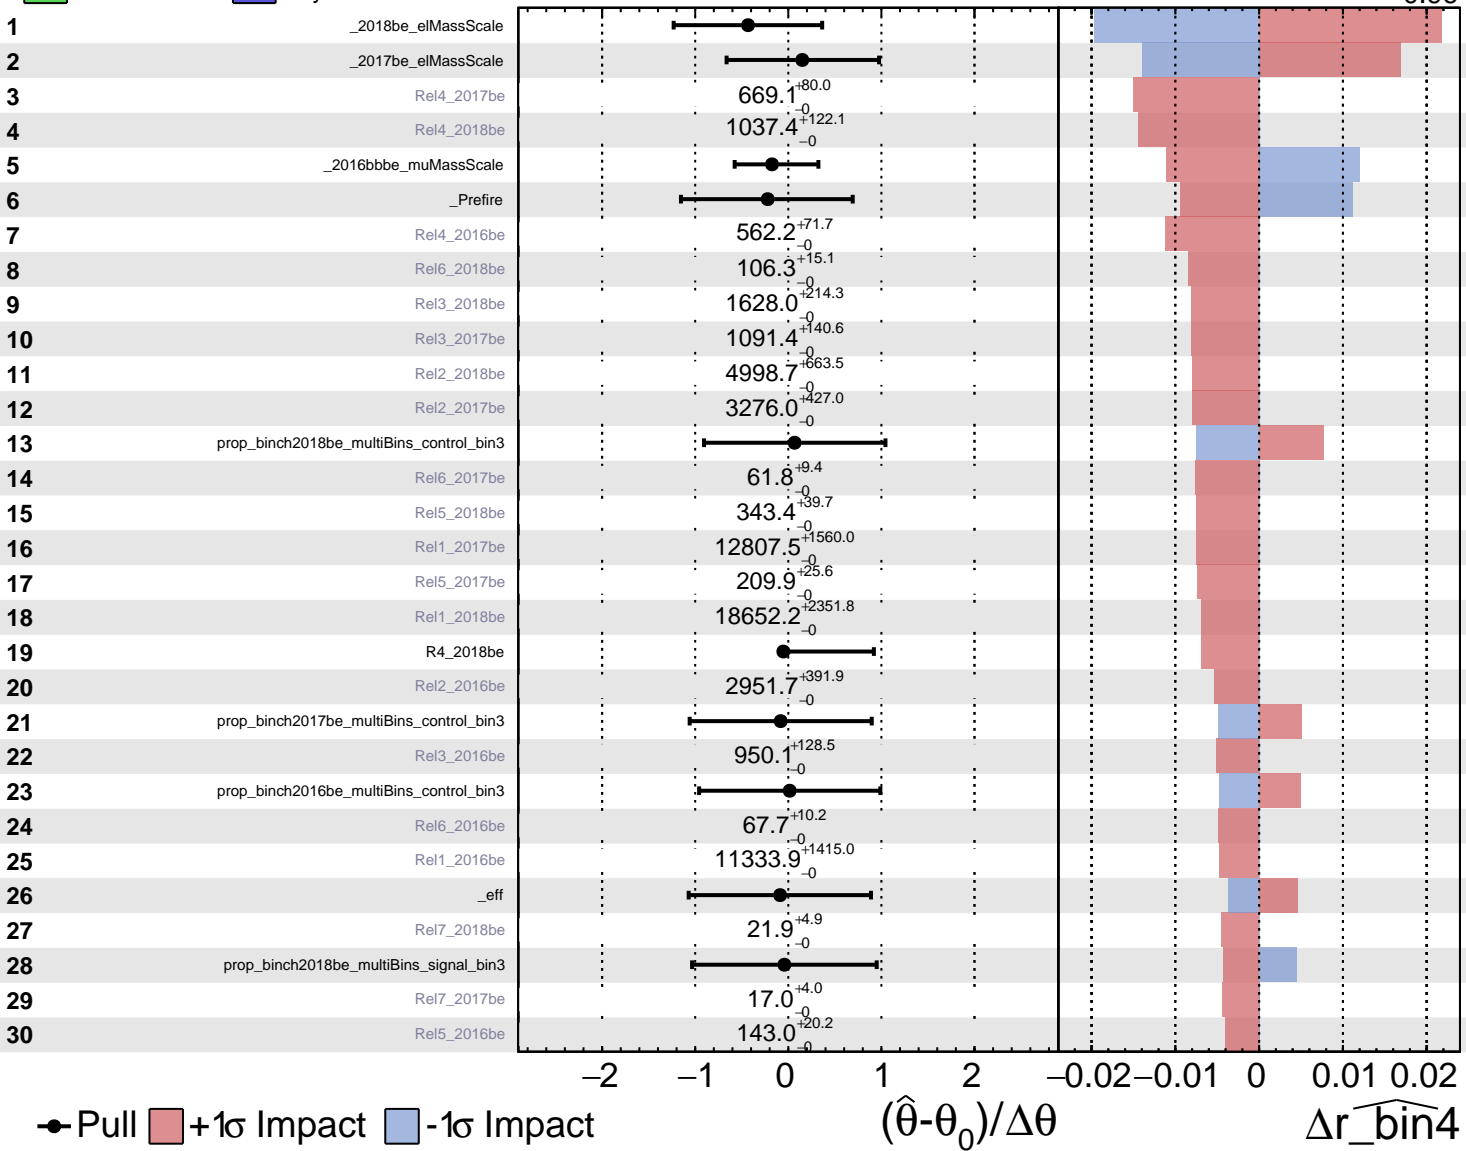 1 _2018be_elMassScale
2 _2017be_elMassScale
3 Rel4_2017be 669.1 +80.0 −0
4 Rel4_2018be 1037.4 +122.1 −0
5 _2016bbbe_muMassScale
6 _Prefire
7 Rel4_2016be 562.2 +71.7 −0
8 Rel6_2018be 106.3 +15.1 −0
9 Rel3_2018be 1628.0 +214.3 −0
10 Rel3_2017be 1091.4 +140.6 −0
11 Rel2_2018be 4998.7 +663.5 −0
12 Rel2_2017be 3276.0 +427.0 −0
13 prop_binch2018be_multiBins_control_bin3
14 Rel6_2017be 61.8 +9.4 −0
15 Rel5_2018be 343.4 +39.7 −0
16 Rel1_2017be 12807.5 +1560.0 −0
17 Rel5_2017be 209.9 +25.6 −0
18 Rel1_2018be 18652.2 +2351.8 −0
19 R4_2018be
20 Rel2_2016be 2951.7 +391.9 −0
21 prop_binch2017be_multiBins_control_bin3
22 Rel3_2016be 950.1 +128.5 −0
23 prop_binch2016be_multiBins_control_bin3
24 Rel6_2016be 67.7 +10.2 −0
25 Rel1_2016be 11333.9 +1415.0 −0
26 _eff
27 Rel7_2018be 21.9 +4.9 −0
28 prop_binch2018be_multiBins_signal_bin3
29 Rel7_2017be 17.0 +4.0 −0
30 Rel5_2016be 143.0 +20.2 −0
−2 −1 0 1 2 −0.02 −0.01 0 0.01 0.02
Pull +1σ Impact -1σ Impact (θ̂-θ₀)/Δθ Δr_bin4